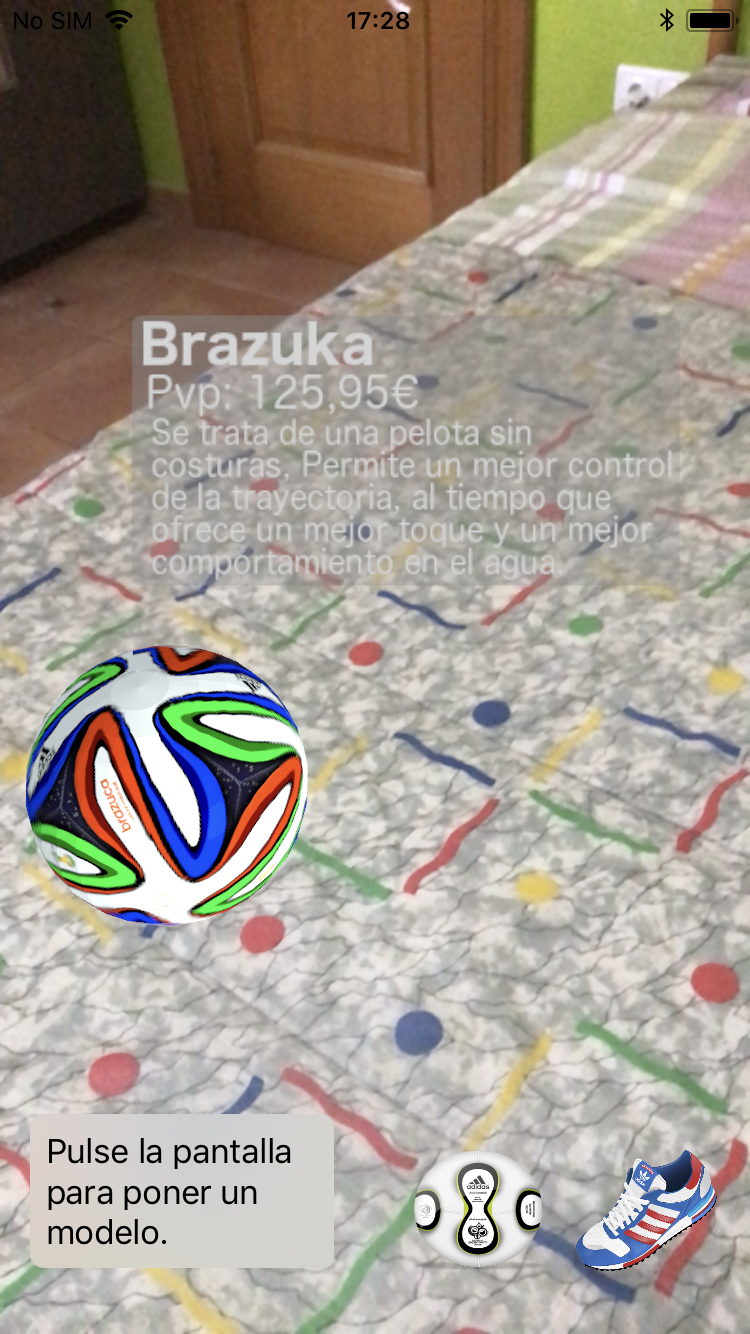 No SIM 17:28
Brazuka
Pvp: 125,95€
Se trata de una pelota sin
costuras. Permite un mejor control
de la trayectoria, al tiempo que
ofrece un mejor toque y un mejor
comportamiento en el agua.
brazuca
Pulse la pantalla
para poner un
modelo.
adidas